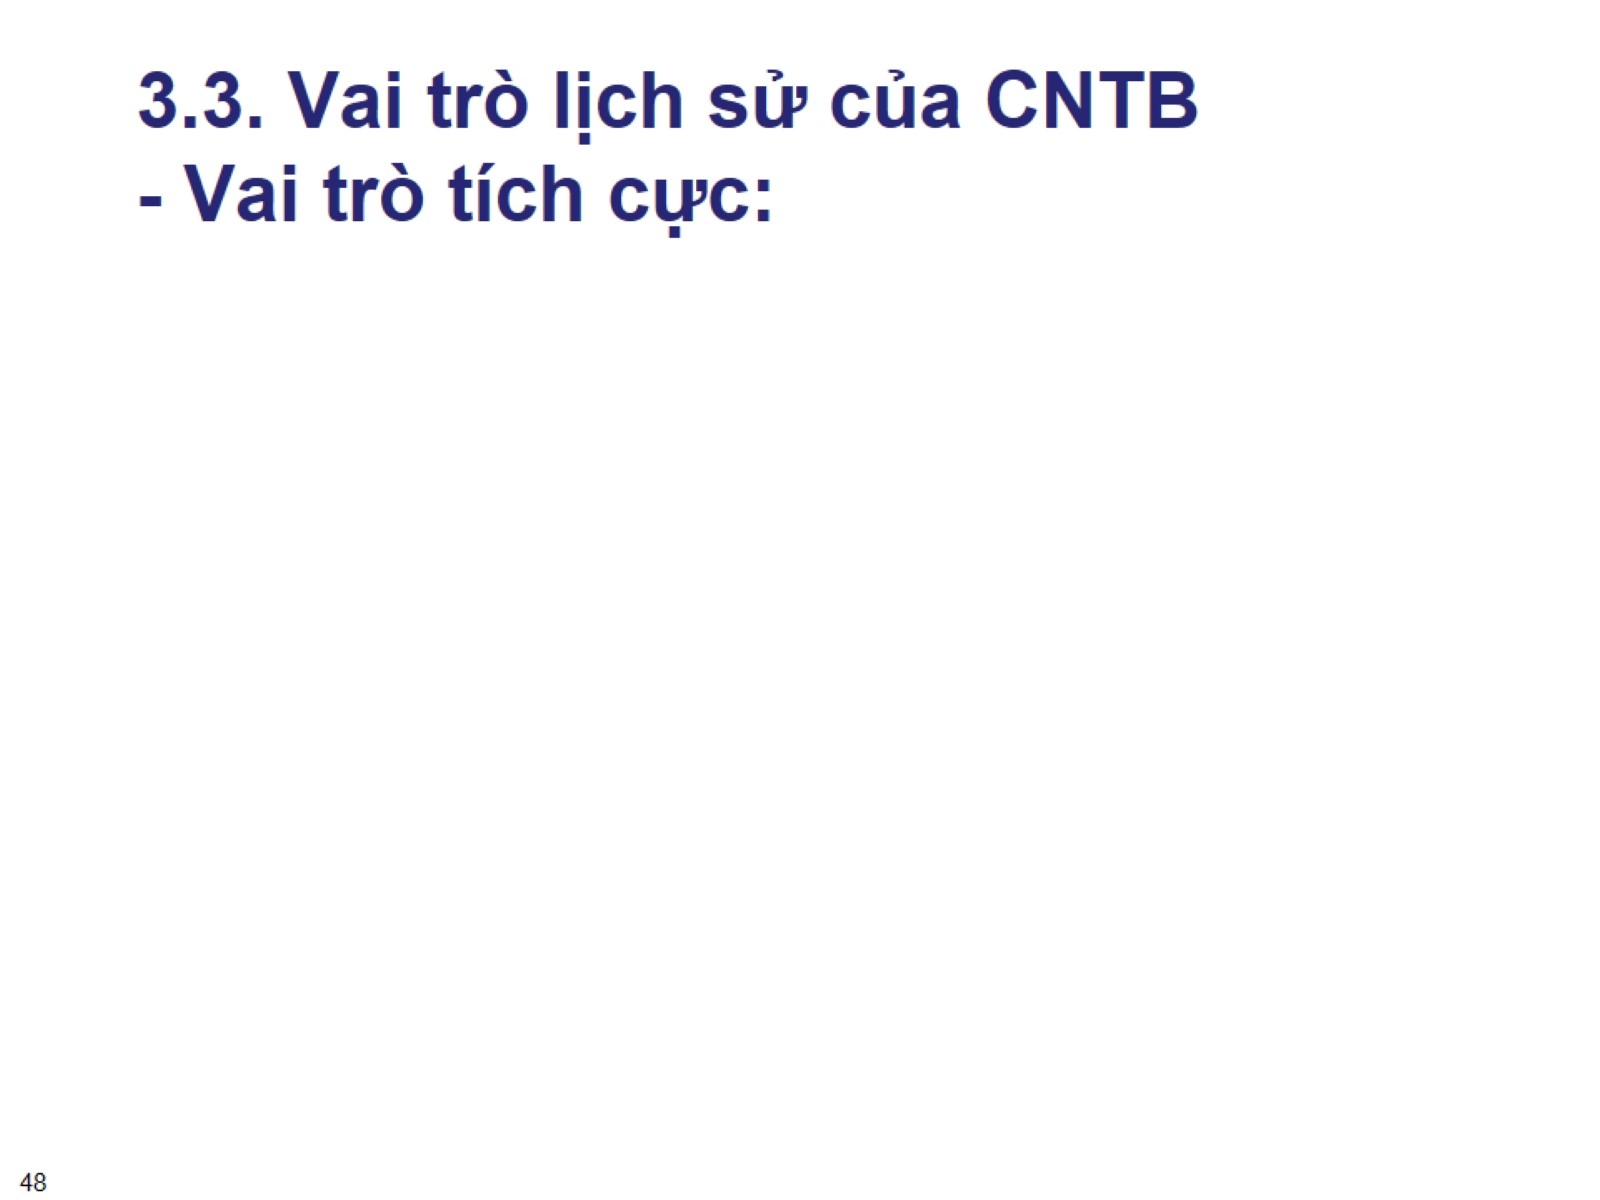 3.3. Vai trò lịch sử của CNTB
- Vai trò tích cực:
48